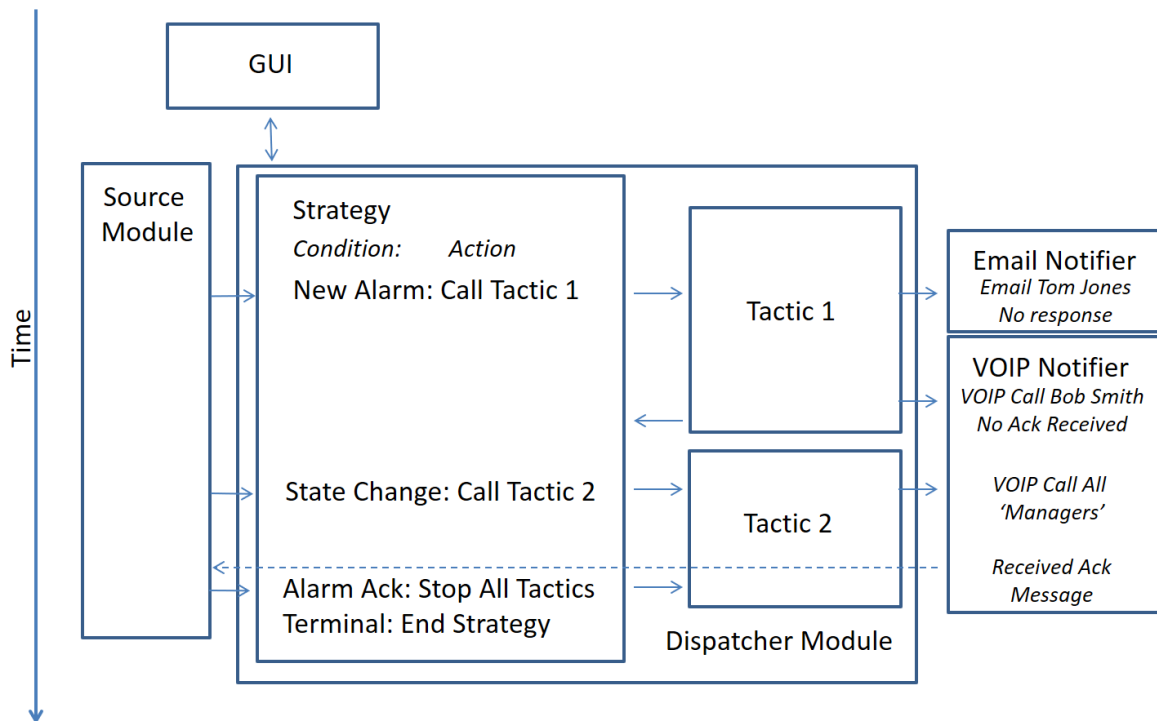 GUI
Time
Source
Module
Strategy
Condition: Action
New Alarm: Call Tactic 1
State Change: Call Tactic 2
Alarm Ack: Stop All Tactics
Terminal: End Strategy
Tactic 1
Tactic 2
Dispatcher Module
Email Notifier
Email Tom Jones
No response
VOIP Notifier
VOIP Call Bob Smith
No Ack Received
VOIP Call All
‘Managers’
Received Ack
Message